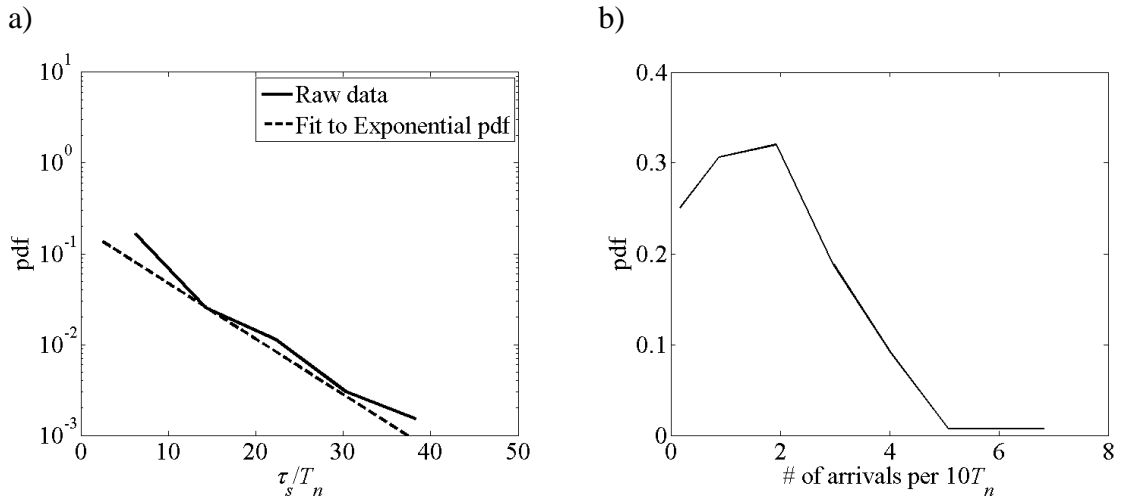 a)
b)
10^1
10^0
10^-1
10^-2
10^-3
pdf
Raw data
Fit to Exponential pdf
0 10 20 30 40 50
τ_s/T_n
0.4
0.3
0.2
0.1
0
pdf
0 2 4 6 8
# of arrivals per 10T_n